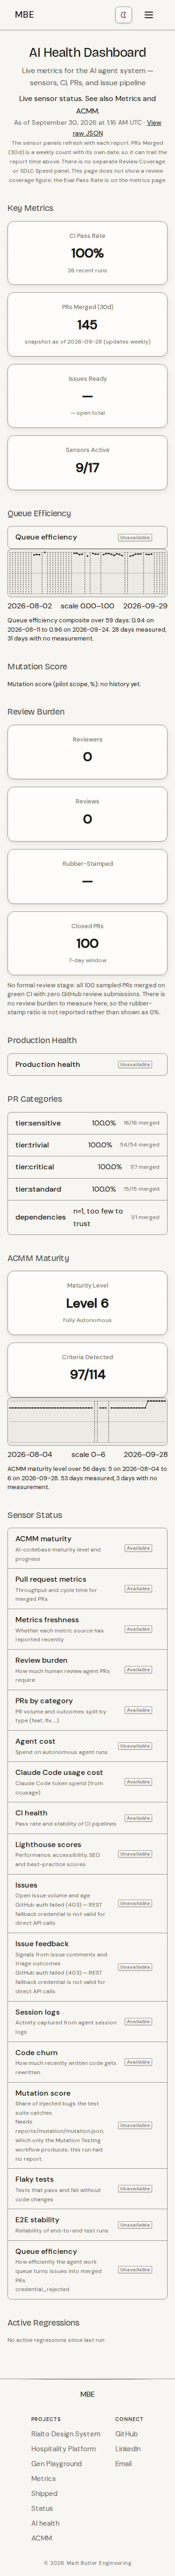 MBE
AI Health Dashboard
Live metrics for the AI agent system —
sensors, CI, PRs, and issue pipeline
Live sensor status. See also Metrics and
ACMM.
As of September 30, 2026 at 1:16 AM UTC · View
raw JSON
The sensor panels refresh with each report. PRs Merged
(30d) is a weekly count with its own date, so it can trail the
report time above. There is no separate Review Coverage
or SDLC Speed panel. This page does not show a review
coverage figure; the Eval Pass Rate is on the metrics page.
Key Metrics
CI Pass Rate
100%
26 recent runs
PRs Merged (30d)
145
snapshot as of 2026-09-28 (updates weekly)
Issues Ready
—
— open total
Sensors Active
9/17
Queue Efficiency
Queue efficiency
Unavailable
2026-08-02 scale 0.00–1.00 2026-09-29
Queue efficiency composite over 59 days: 0.94 on
2026-08-11 to 0.96 on 2026-09-24. 28 days measured,
31 days with no measurement.
Mutation Score
Mutation score (pilot scope, %): no history yet.
Review Burden
Reviewers
0
Reviews
0
Rubber-Stamped
—
Closed PRs
100
7-day window
No formal review stage: all 100 sampled PRs merged on
green CI with zero GitHub review submissions. There is
no review burden to measure here, so the rubber-
stamp ratio is not reported rather than shown as 0%.
Production Health
Production health
Unavailable
PR Categories
tier:sensitive 100.0% 16/16 merged
tier:trivial 100.0% 54/54 merged
tier:critical 100.0% 7/7 merged
tier:standard 100.0% 15/15 merged
dependencies n=1, too few to
trust 1/1 merged
ACMM Maturity
Maturity Level
Level 6
Fully Autonomous
Criteria Detected
97/114
2026-08-04 scale 0–6 2026-09-28
ACMM maturity level over 56 days: 5 on 2026-08-04 to
6 on 2026-09-28. 53 days measured, 3 days with no
measurement.
Sensor Status
ACMM maturity
AI-codebase maturity level and
progress
Available
Pull request metrics
Throughput and cycle time for
merged PRs
Available
Metrics freshness
Whether each metric source has
reported recently
Available
Review burden
How much human review agent PRs
require
Available
PRs by category
PR volume and outcomes split by
type (feat, fix, …)
Available
Agent cost
Spend on autonomous agent runs
Unavailable
Claude Code usage cost
Claude Code token spend (from
ccusage)
Available
CI health
Pass rate and stability of CI pipelines
Available
Lighthouse scores
Performance, accessibility, SEO
and best-practice scores
Unavailable
Issues
Open issue volume and age
GitHub auth failed (403) — REST
fallback credential is not valid for
direct API calls
Unavailable
Issue feedback
Signals from issue comments and
triage outcomes
GitHub auth failed (403) — REST
fallback credential is not valid for
direct API calls
Unavailable
Session logs
Activity captured from agent session
logs
Available
Code churn
How much recently written code gets
rewritten
Available
Mutation score
Share of injected bugs the test
suite catches
Needs
reports/mutation/mutation.json,
which only the Mutation Testing
workflow produces; this run had
no report.
Unavailable
Flaky tests
Tests that pass and fail without
code changes
Unavailable
E2E stability
Reliability of end-to-end test runs
Unavailable
Queue efficiency
How efficiently the agent work
queue turns issues into merged
PRs
credential_rejected
Unavailable
Active Regressions
No active regressions since last run
MBE
PROJECTS
Rialto Design System
Hospitality Platform
Gen Playground
Metrics
Shipped
Status
AI health
ACMM
CONNECT
GitHub
LinkedIn
Email
© 2026 Matt Butler Engineering